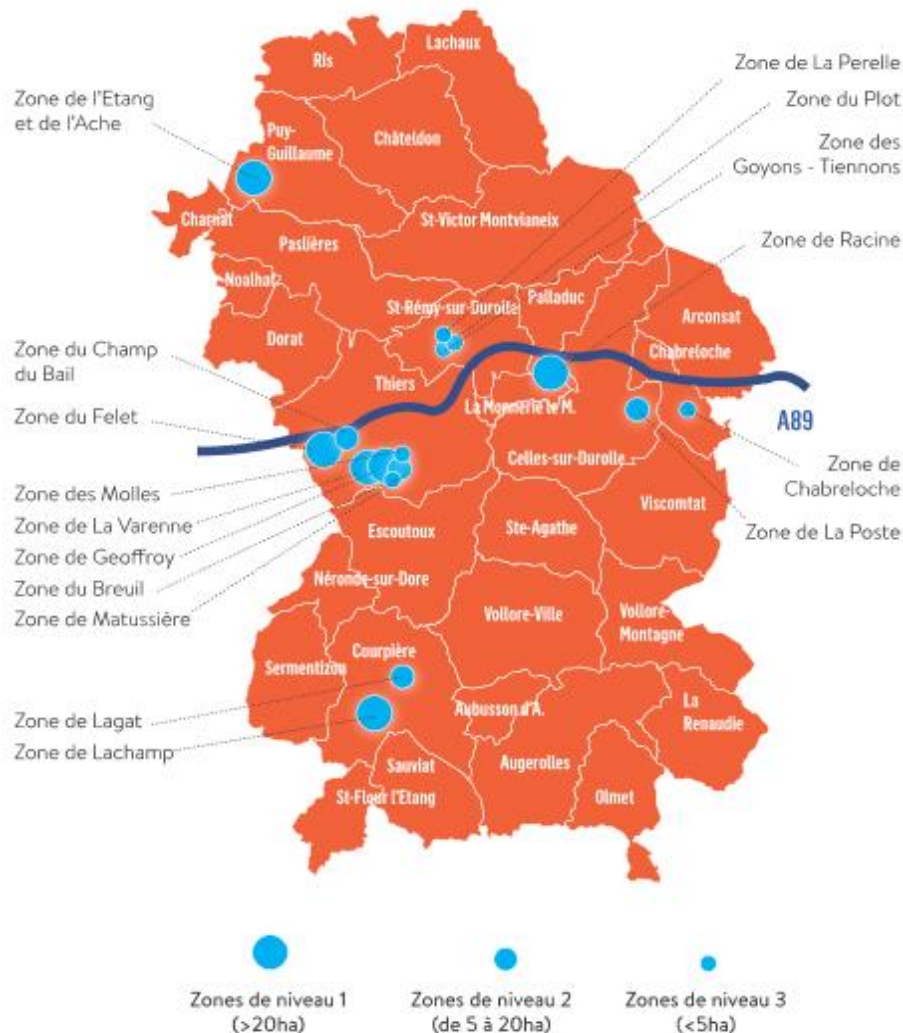 Ris
Lachaux
Zone de La Perelle
Zone de l'Etang
et de l'Ache
Zone du Plot
Puy-
Guillaume
Châteldon
Zone des
Goyons - Tiennons
Charnat
St-Victor Montvianeix
Paslières
Zone de Racine
Noalhat
St-Rémy-sur-Durolle
Palladuc
Arconsat
Dorat
Chabreloche
Zone du Champ
du Bail
Thiers
La Monnerie le M.
A89
Zone du Felet
Celles-sur-Durolle
Zone de
Chabreloche
Zone des Molles
Viscomtat
Zone de La Varenne
Zone de La Poste
Escoutoux
Ste-Agathe
Zone de Geoffroy
Zone du Breuil
Néronde-sur-Dore
Zone de Matussière
Vollore-Ville
Vollore-
Montagne
Courpière
Sermentizou
La
Renaudie
Zone de Lagat
Aubusson d'A.
Zone de Lachamp
Sauviat
Augerolles
St-Flour l'Etang
Olmet
Zones de niveau 1
(>20ha)
Zones de niveau 2
(de 5 à 20ha)
Zones de niveau 3
(<5ha)